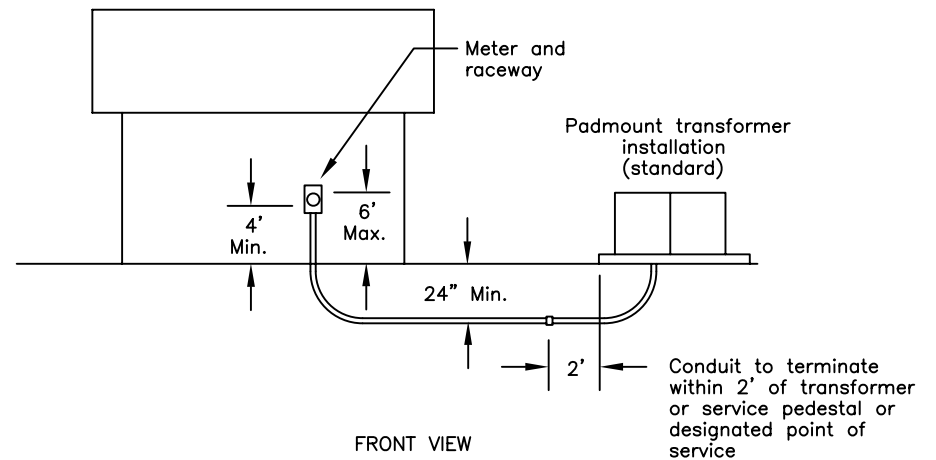 Meter and
raceway
Padmount transformer
installation
(standard)
4'
Min.
6'
Max.
24" Min.
2'
Conduit to terminate
within 2' of transformer
or service pedestal or
designated point of
service
FRONT VIEW